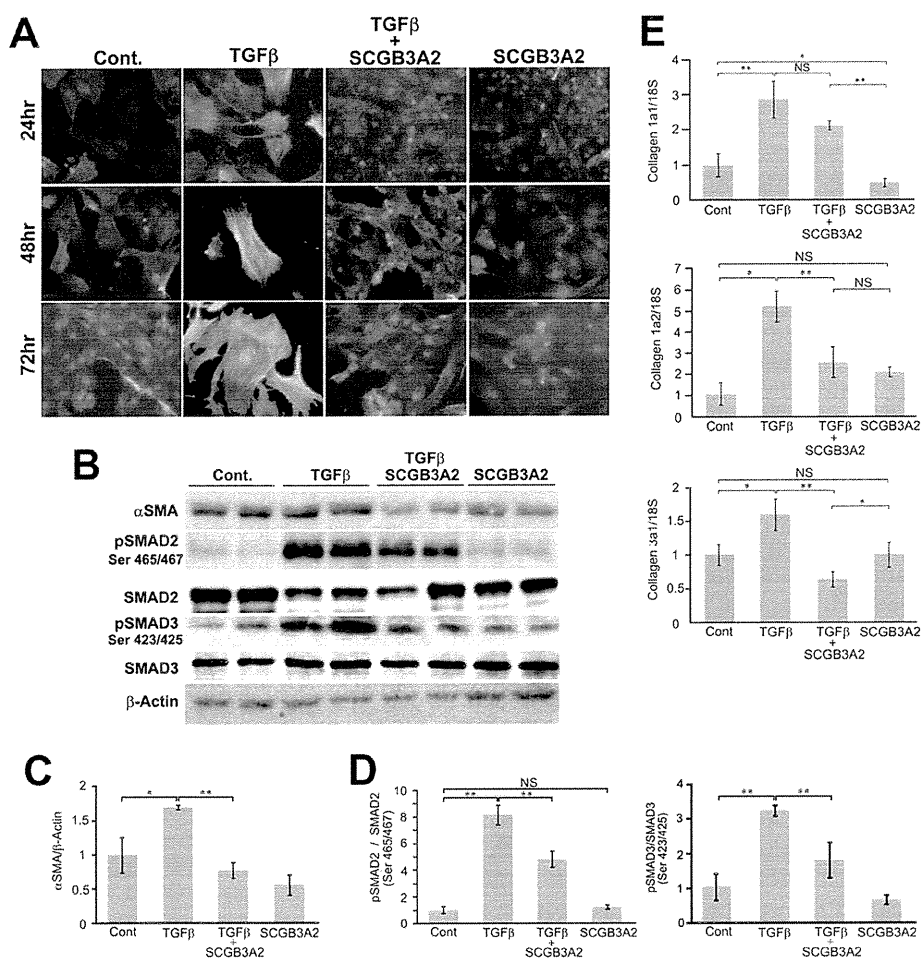 A
Cont.
TGFβ
TGFβ
+
SCGB3A2
SCGB3A2
24hr
48hr
72hr
B
Cont.
TGFβ
TGFβ
SCGB3A2
SCGB3A2
αSMA
pSMAD2
Ser 465/467
SMAD2
pSMAD3
Ser 423/425
SMAD3
β-Actin
C
αSMA/β-Actin
2
1.5
1
0.5
0
* **
Cont TGFβ TGFβ SCGB3A2
+
SCGB3A2
D
pSMAD2 / SMAD2
(Ser 465/467)
10
8
6
4
2
0
NS
** **
Cont TGFβ TGFβ SCGB3A2
+
SCGB3A2
pSMAD3/SMAD3
(Ser 423/425)
4
3
2
1
0
** **
Cont TGFβ TGFβ SCGB3A2
+
SCGB3A2
E
Collagen 1a1/18S
4
3
2
1
0
*
** NS
**
Cont TGFβ TGFβ SCGB3A2
+
SCGB3A2
Collagen 1a2/18S
7
6
5
4
3
2
1
0
NS
* **
NS
Cont TGFβ TGFβ SCGB3A2
+
SCGB3A2
Collagen 3a1/18S
2
1.5
1
0.5
0
NS
* **
*
Cont TGFβ TGFβ SCGB3A2
+
SCGB3A2